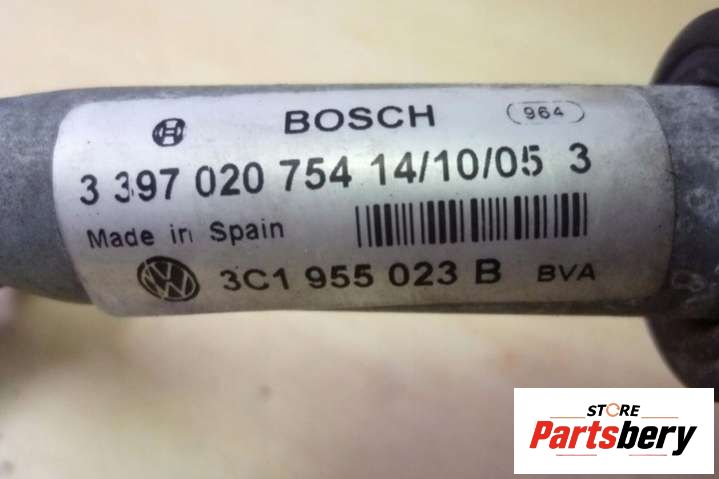 BOSCH 964
3 397 020 754 14/10/05 3
Made in Spain
VW 3C1 955 023 B BVA
STORE
Partsbery